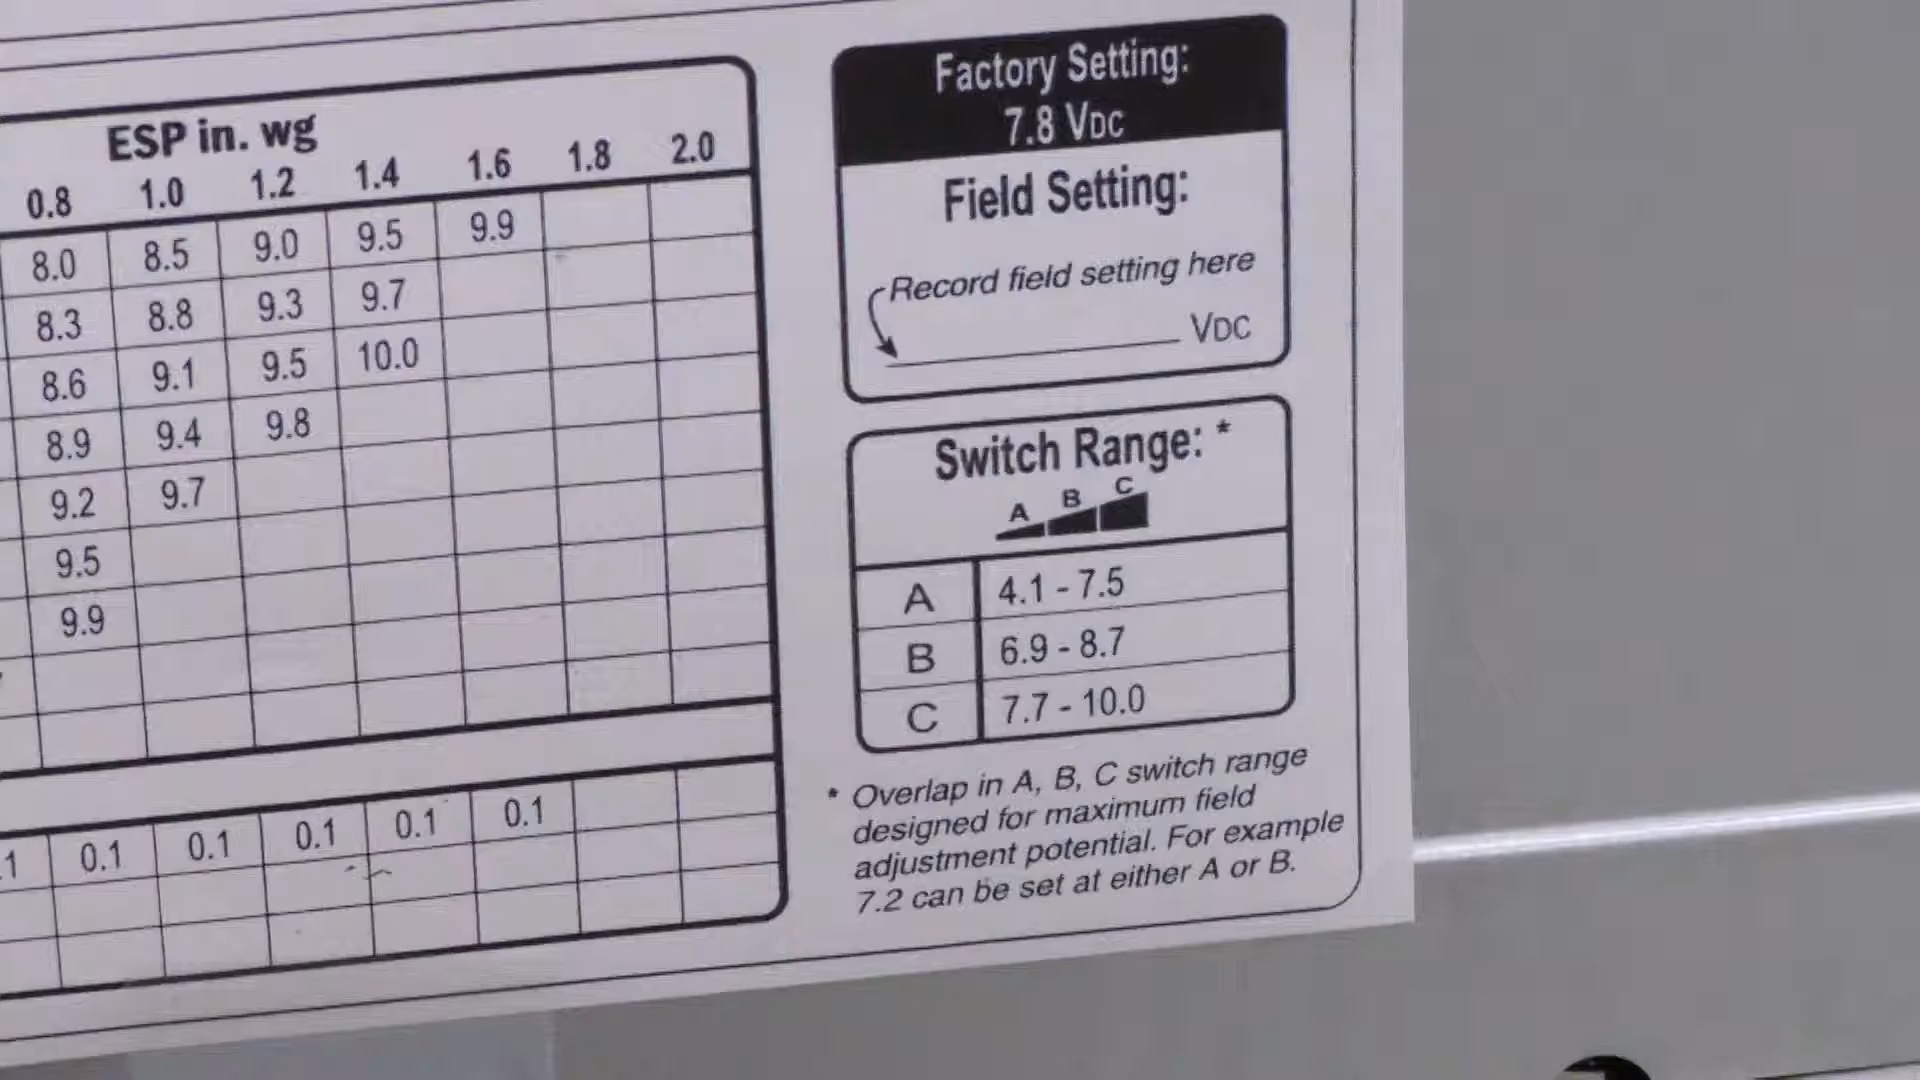 ESP in. wg
0.8 1.0 1.2 1.4 1.6 1.8 2.0
8.0 8.5 9.0 9.5 9.9
8.3 8.8 9.3 9.7
8.6 9.1 9.5 10.0
8.9 9.4 9.8
9.2 9.7
9.5
9.9
.1 0.1 0.1 0.1 0.1 0.1
Factory Setting:
7.8 VDC
Field Setting:
Record field setting here
VDC
Switch Range: *
A B C
A 4.1 - 7.5
B 6.9 - 8.7
C 7.7 - 10.0
* Overlap in A, B, C switch range
designed for maximum field
adjustment potential. For example
7.2 can be set at either A or B.